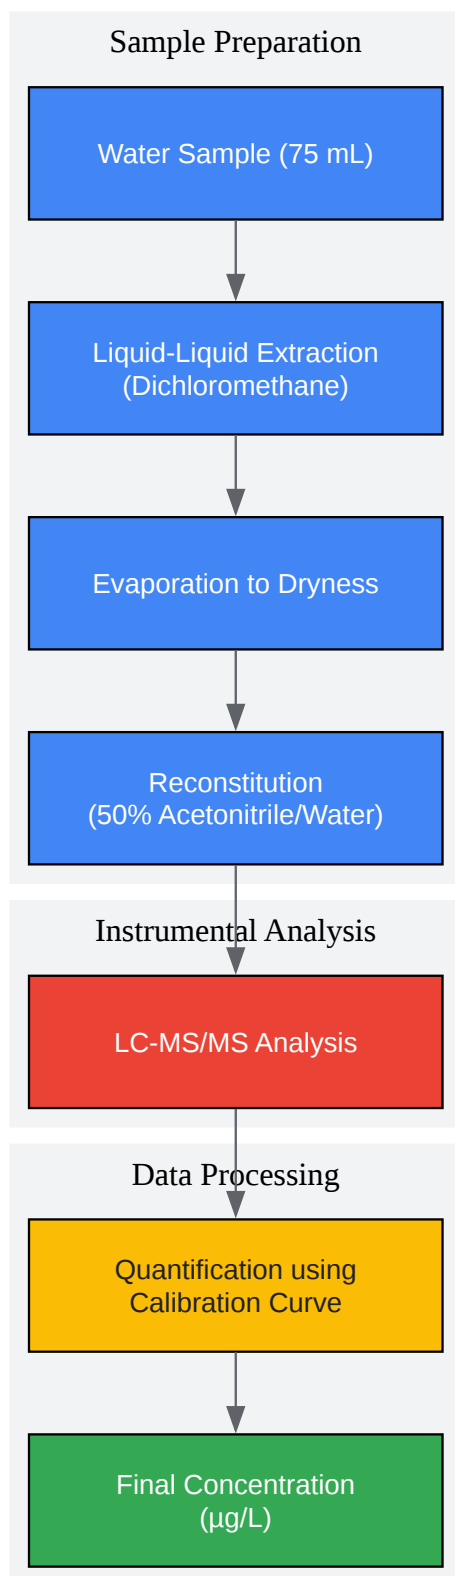 Sample Preparation
Water Sample (75 mL)
Liquid-Liquid Extraction
(Dichloromethane)
Evaporation to Dryness
Reconstitution
(50% Acetonitrile/Water)
Instrumental Analysis
LC-MS/MS Analysis
Data Processing
Quantification using
Calibration Curve
Final Concentration
(µg/L)